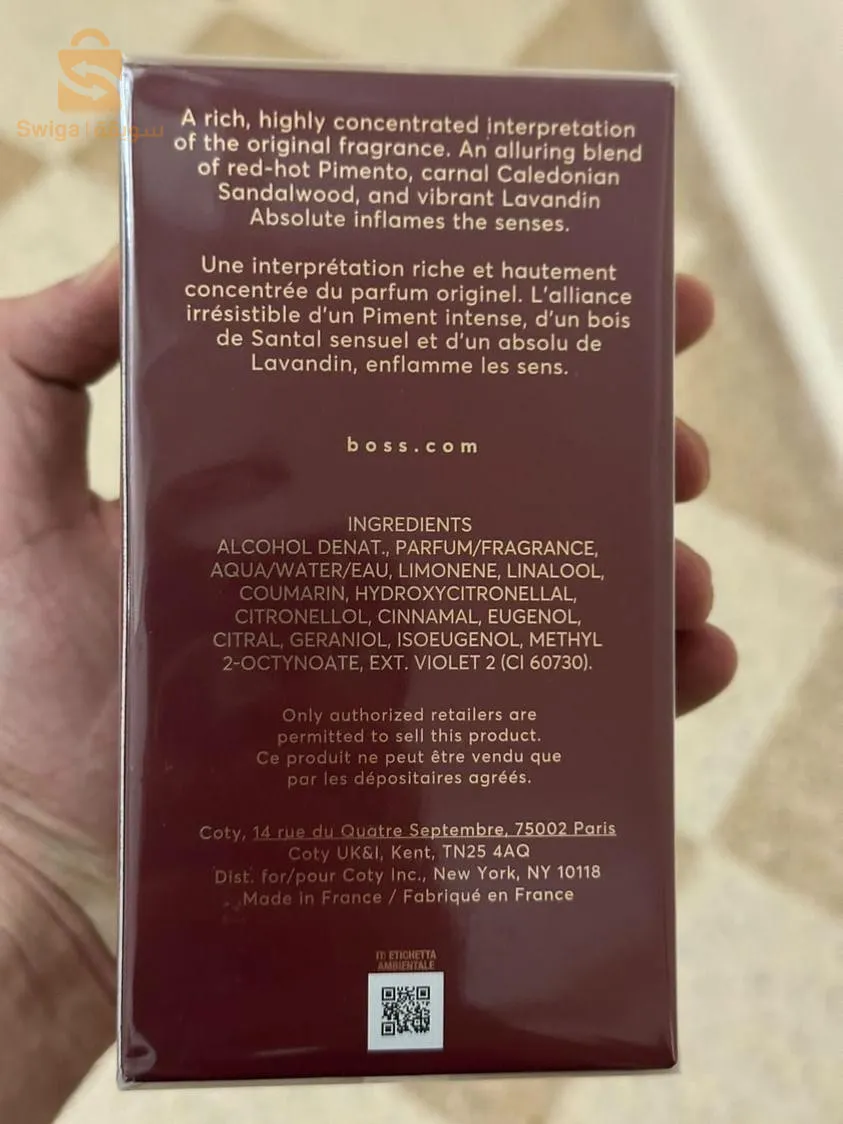 Swiga | سويقة
A rich, highly concentrated interpretation
of the original fragrance. An alluring blend
of red-hot Pimento, carnal Caledonian
Sandalwood, and vibrant Lavandin
Absolute inflames the senses.
Une interprétation riche et hautement
concentrée du parfum originel. L'alliance
irrésistible d'un Piment intense, d'un bois
de Santal sensuel et d'un absolu de
Lavandin, enflamme les sens.
boss.com
INGREDIENTS
ALCOHOL DENAT., PARFUM/FRAGRANCE,
AQUA/WATER/EAU, LIMONENE, LINALOOL,
COUMARIN, HYDROXYCITRONELLAL,
CITRONELLOL, CINNAMAL, EUGENOL,
CITRAL, GERANIOL, ISOEUGENOL, METHYL
2-OCTYNOATE, EXT. VIOLET 2 (CI 60730).
Only authorized retailers are
permitted to sell this product.
Ce produit ne peut être vendu que
par les dépositaires agréés.
Coty, 14 rue du Quatre Septembre, 75002 Paris
Coty UK&I, Kent, TN25 4AQ
Dist. for/pour Coty Inc., New York, NY 10118
Made in France / Fabriqué en France
IT: ETICHETTA
AMBIENTALE